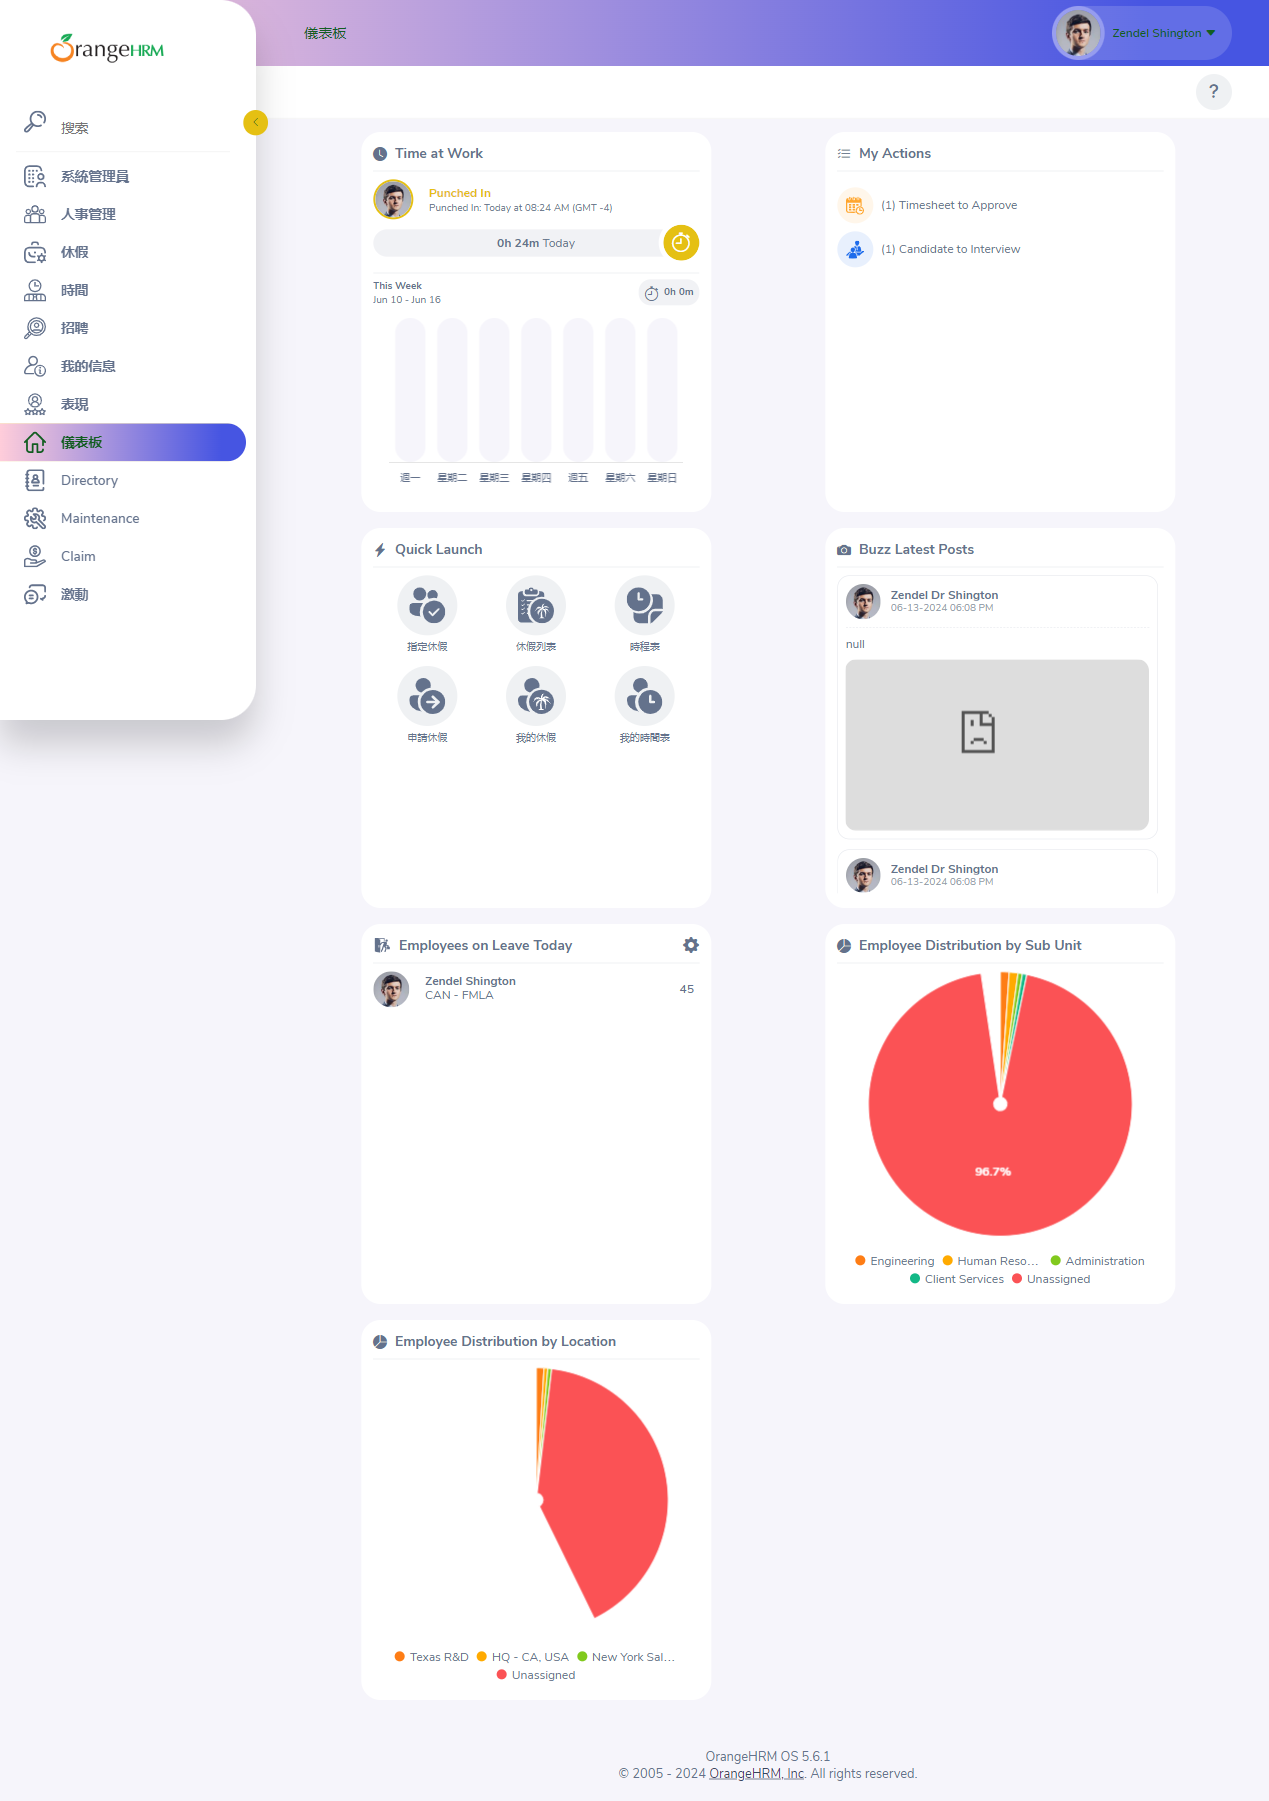 OrangeHRM
搜索
系統管理員
人事管理
休假
時間
招聘
我的信息
表現
儀表板
Directory
Maintenance
Claim
激動
儀表板
Zendel Shington
?
Time at Work
Punched In
Punched In: Today at 08:24 AM (GMT -4)
0h 24m Today
This Week
Jun 10 - Jun 16
0h 0m
週一 星期二 星期三 星期四 週五 星期六 星期日
My Actions
(1) Timesheet to Approve
(1) Candidate to Interview
Quick Launch
指定休假 休假列表 時程表
申請休假 我的休假 我的時間表
Buzz Latest Posts
Zendel Dr Shington
06-13-2024 06:08 PM
null
Zendel Dr Shington
06-13-2024 06:08 PM
Employees on Leave Today
Zendel Shington
CAN - FMLA
45
Employee Distribution by Sub Unit
96.7%
Engineering Human Reso... Administration
Client Services Unassigned
Employee Distribution by Location
Texas R&D HQ - CA, USA New York Sal...
Unassigned
OrangeHRM OS 5.6.1
© 2005 - 2024 OrangeHRM, Inc. All rights reserved.